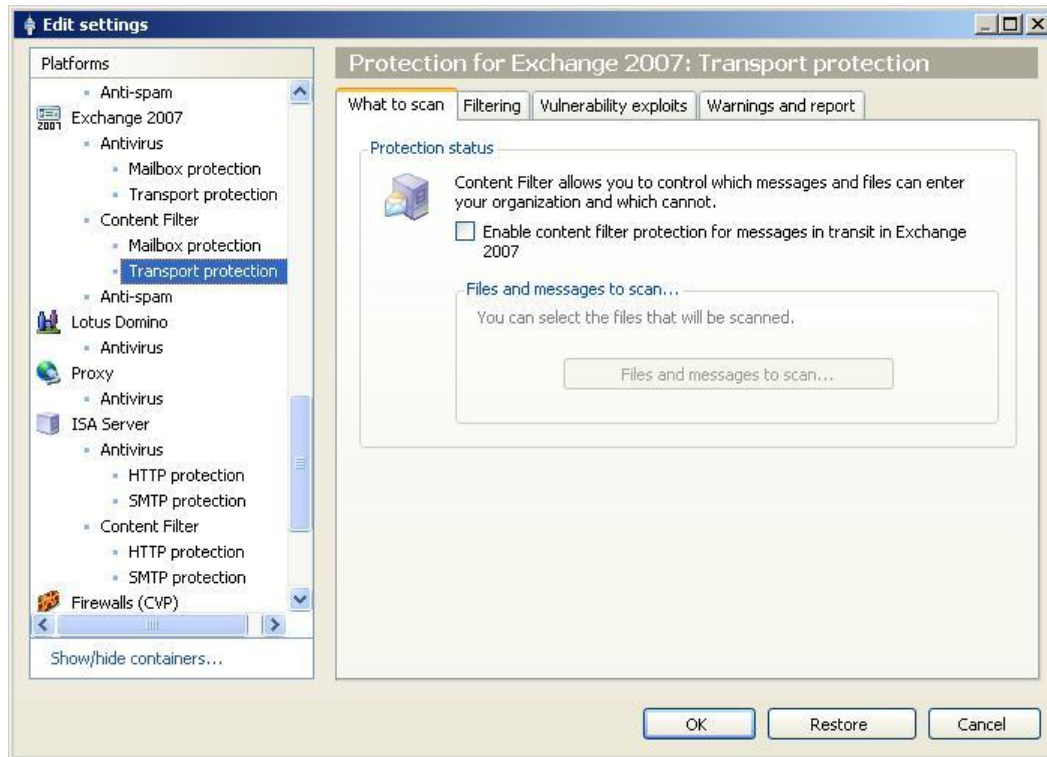 Edit settings
Platforms
Anti-spam
Exchange 2007
2007
Antivirus
Mailbox protection
Transport protection
Content Filter
Mailbox protection
Transport protection
Anti-spam
Lotus Domino
Antivirus
Proxy
Antivirus
ISA Server
Antivirus
HTTP protection
SMTP protection
Content Filter
HTTP protection
SMTP protection
Firewalls (CVP)
Show/hide containers...
Protection for Exchange 2007: Transport protection
What to scan Filtering Vulnerability exploits Warnings and report
Protection status
Content Filter allows you to control which messages and files can enter
your organization and which cannot.
Enable content filter protection for messages in transit in Exchange
2007
Files and messages to scan...
You can select the files that will be scanned.
Files and messages to scan...
OK Restore Cancel